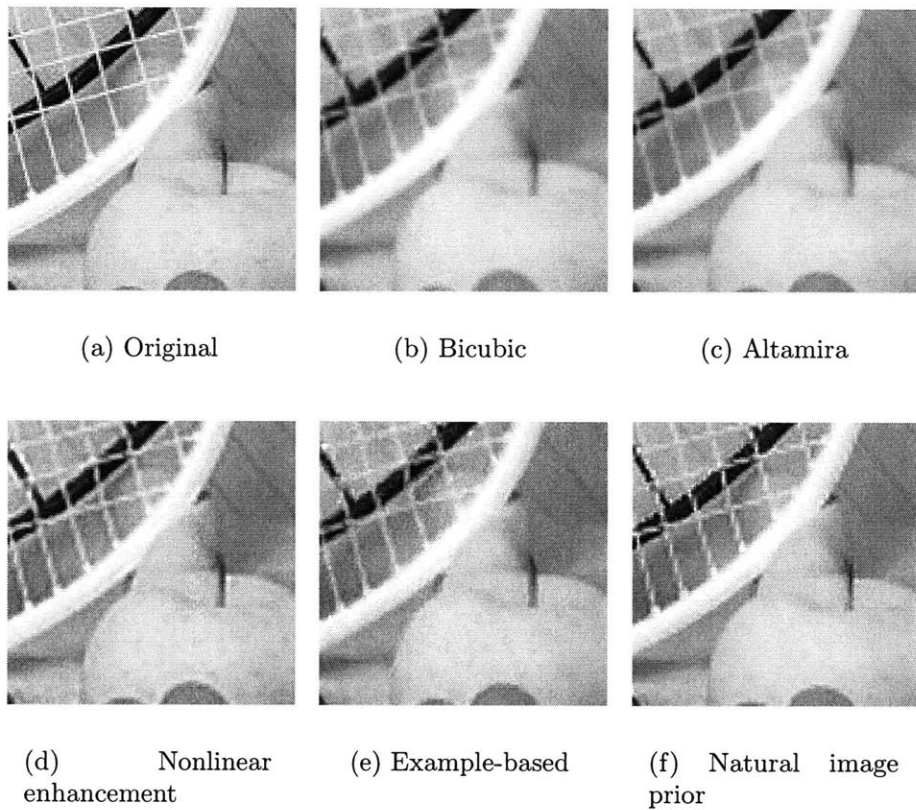 (a) Original
(b) Bicubic
(c) Altamira
(d) Nonlinear
enhancement
(e) Example-based
(f) Natural image
prior